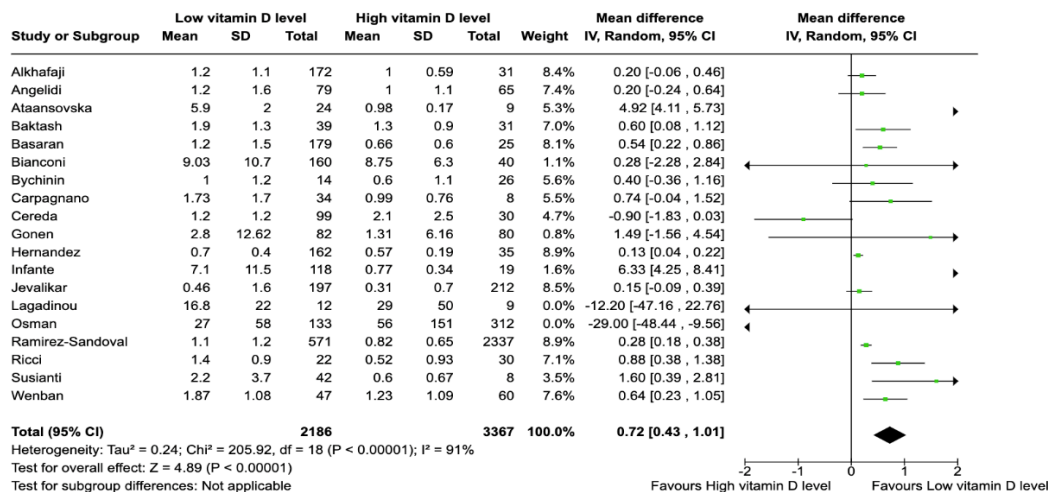 Low vitamin D level High vitamin D level Mean difference Mean difference
Study or Subgroup Mean SD Total Mean SD Total Weight IV, Random, 95% CI IV, Random, 95% CI
Alkhafaji 1.2 1.1 172 1 0.59 31 8.4% 0.20 [-0.06 , 0.46]
Angelidi 1.2 1.6 79 1 1.1 65 7.4% 0.20 [-0.24 , 0.64]
Ataansovska 5.9 2 24 0.98 0.17 9 5.3% 4.92 [4.11 , 5.73]
Baktash 1.9 1.3 39 1.3 0.9 31 7.0% 0.60 [0.08 , 1.12]
Basaran 1.2 1.5 179 0.66 0.6 25 8.1% 0.54 [0.22 , 0.86]
Bianconi 9.03 10.7 160 8.75 6.3 40 1.1% 0.28 [-2.28 , 2.84]
Bychinin 1 1.2 14 0.6 1.1 26 5.6% 0.40 [-0.36 , 1.16]
Carpagnano 1.73 1.7 34 0.99 0.76 8 5.5% 0.74 [-0.04 , 1.52]
Cereda 1.2 1.2 99 2.1 2.5 30 4.7% -0.90 [-1.83 , 0.03]
Gonen 2.8 12.62 82 1.31 6.16 80 0.8% 1.49 [-1.56 , 4.54]
Hernandez 0.7 0.4 162 0.57 0.19 35 8.9% 0.13 [0.04 , 0.22]
Infante 7.1 11.5 118 0.77 0.34 19 1.6% 6.33 [4.25 , 8.41]
Jevalikar 0.46 1.6 197 0.31 0.7 212 8.5% 0.15 [-0.09 , 0.39]
Lagadinou 16.8 22 12 29 50 9 0.0% -12.20 [-47.16 , 22.76]
Osman 27 58 133 56 151 312 0.0% -29.00 [-48.44 , -9.56]
Ramirez-Sandoval 1.1 1.2 571 0.82 0.65 2337 8.9% 0.28 [0.18 , 0.38]
Ricci 1.4 0.9 22 0.52 0.93 30 7.1% 0.88 [0.38 , 1.38]
Susianti 2.2 3.7 42 0.6 0.67 8 3.5% 1.60 [0.39 , 2.81]
Wenban 1.87 1.08 47 1.23 1.09 60 7.6% 0.64 [0.23 , 1.05]
Total (95% CI) 2186 3367 100.0% 0.72 [0.43 , 1.01]
Heterogeneity: Tau² = 0.24; Chi² = 205.92, df = 18 (P < 0.00001); I² = 91%
Test for overall effect: Z = 4.89 (P < 0.00001)
Test for subgroup differences: Not applicable
-2 -1 0 1 2
Favours High vitamin D level Favours Low vitamin D level